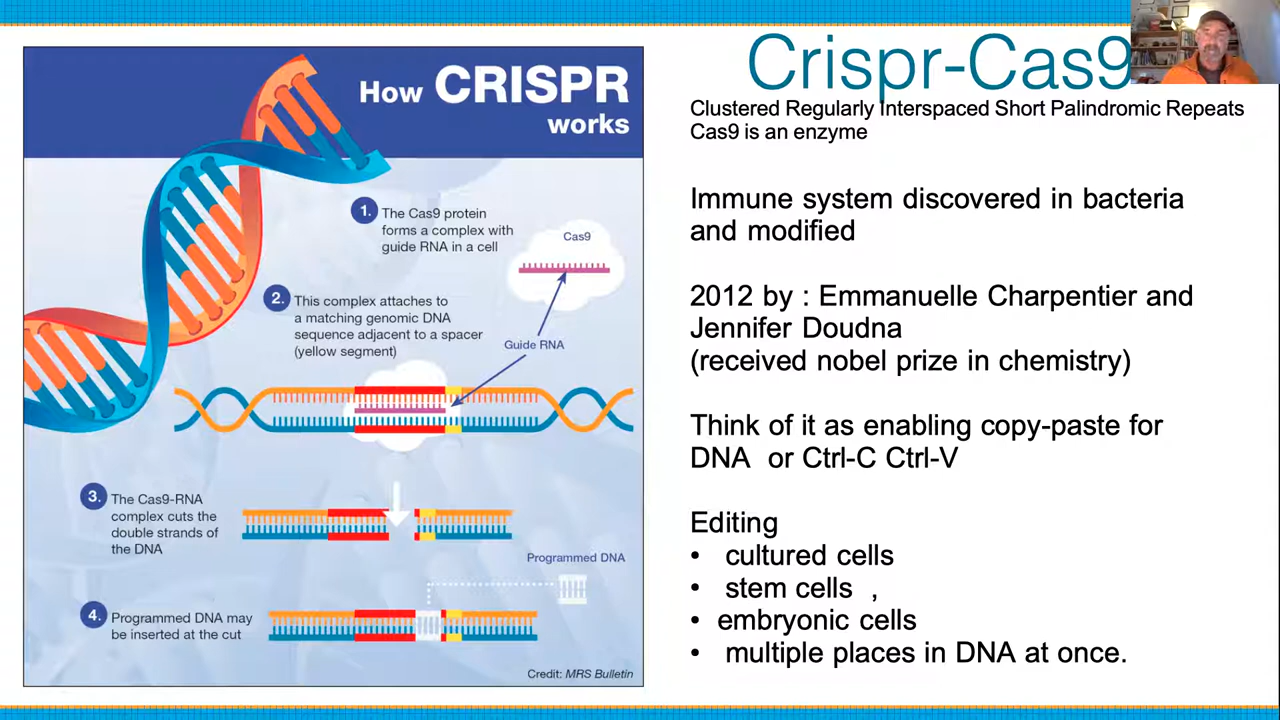 How CRISPR
works
1. The Cas9 protein
forms a complex with
guide RNA in a cell
Cas9
2. This complex attaches to
a matching genomic DNA
sequence adjacent to a spacer
(yellow segment)
Guide RNA
3. The Cas9-RNA
complex cuts the
double strands of
the DNA
Programmed DNA
4. Programmed DNA may
be inserted at the cut
Credit: MRS Bulletin
Crispr-Cas9
Clustered Regularly Interspaced Short Palindromic Repeats
Cas9 is an enzyme
Immune system discovered in bacteria
and modified
2012 by : Emmanuelle Charpentier and
Jennifer Doudna
(received nobel prize in chemistry)
Think of it as enabling copy-paste for
DNA  or Ctrl-C Ctrl-V
Editing
• cultured cells
• stem cells  ,
• embryonic cells
• multiple places in DNA at once.